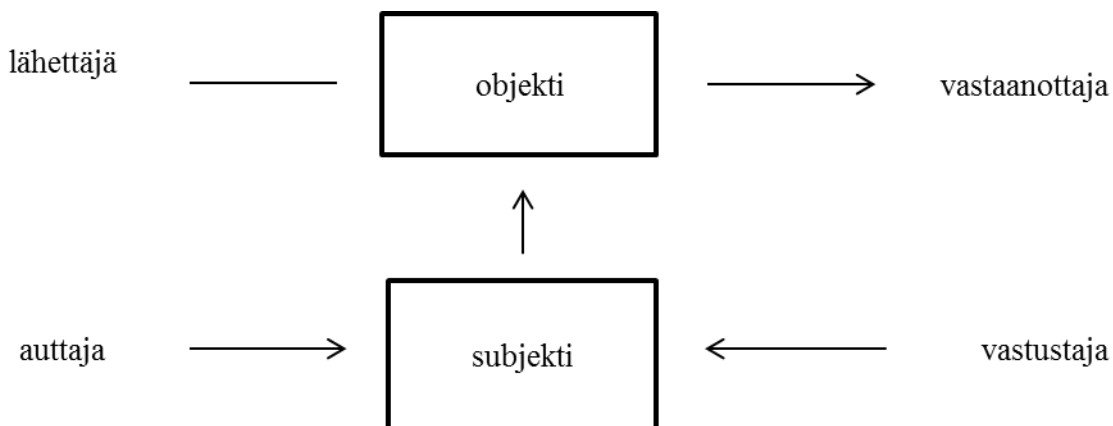 lähettäjä
objekti
vastaanottaja
auttaja
subjekti
vastustaja